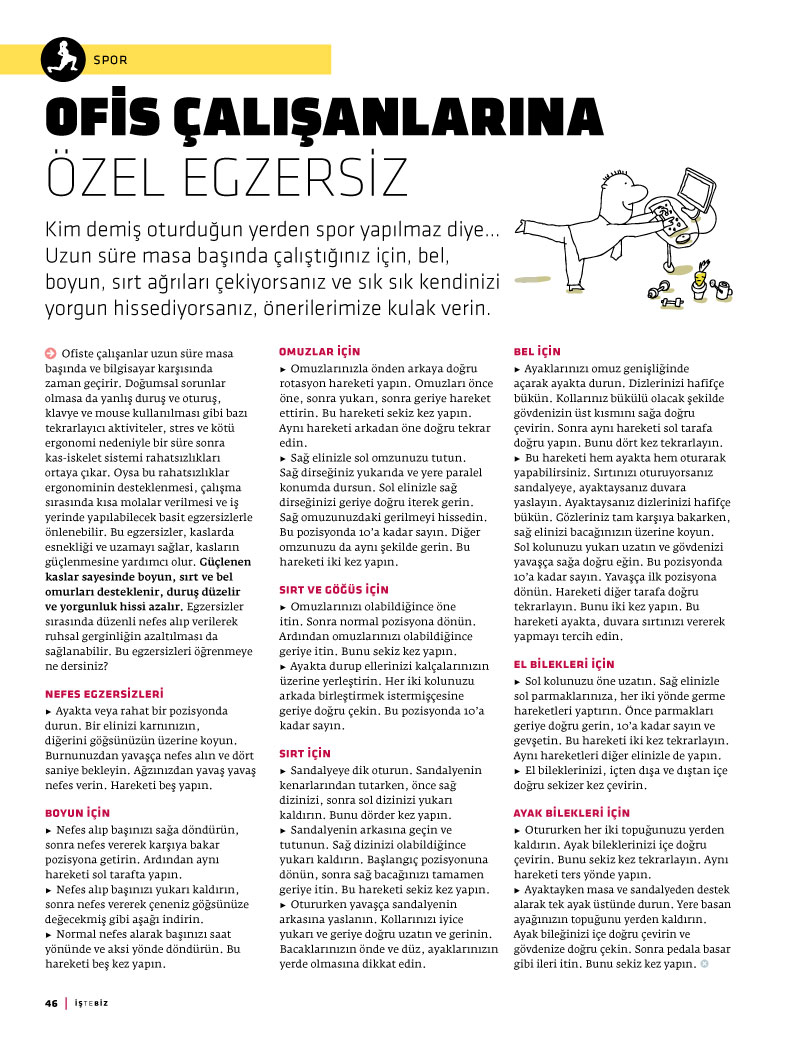 SPOR
OFİS ÇALIŞANLARINA
ÖZEL EGZERSİZ
Kim demiş oturduğun yerden spor yapılmaz diye...
Uzun süre masa başında çalıştığınız için, bel,
boyun, sırt ağrıları çekiyorsanız ve sık sık kendinizi
yorgun hissediyorsanız, önerilerimize kulak verin.
Ofiste çalışanlar uzun süre masa
başında ve bilgisayar karşısında
zaman geçirir. Doğumsal sorunlar
olmasa da yanlış duruş ve oturuş,
klavye ve mouse kullanılması gibi bazı
tekrarlayıcı aktiviteler, stres ve kötü
ergonomi nedeniyle bir süre sonra
kas-iskelet sistemi rahatsızlıkları
ortaya çıkar. Oysa bu rahatsızlıklar
ergonominin desteklenmesi, çalışma
sırasında kısa molalar verilmesi ve iş
yerinde yapılabilecek basit egzersizlerle
önlenebilir. Bu egzersizler, kaslarda
esnekliği ve uzamayı sağlar, kasların
güçlenmesine yardımcı olur. Güçlenen
kaslar sayesinde boyun, sırt ve bel
omurları desteklenir, duruş düzelir
ve yorgunluk hissi azalır. Egzersizler
sırasında düzenli nefes alıp verilerek
ruhsal gerginliğin azaltılması da
sağlanabilir. Bu egzersizleri öğrenmeye
ne dersiniz?
NEFES EGZERSİZLERİ
► Ayakta veya rahat bir pozisyonda
durun. Bir elinizi karnınızın,
diğerini göğsünüzün üzerine koyun.
Burnunuzdan yavaşça nefes alın ve dört
saniye bekleyin. Ağzınızdan yavaş yavaş
nefes verin. Hareketi beş yapın.
BOYUN İÇİN
► Nefes alıp başınızı sağa döndürün,
sonra nefes vererek karşıya bakar
pozisyona getirin. Ardından aynı
hareketi sol tarafta yapın.
► Nefes alıp başınızı yukarı kaldırın,
sonra nefes vererek çeneniz göğsünüze
değecekmiş gibi aşağı indirin.
► Normal nefes alarak başınızı saat
yönünde ve aksi yönde döndürün. Bu
hareketi beş kez yapın.
OMUZLAR İÇİN
► Omuzlarınızla önden arkaya doğru
rotasyon hareketi yapın. Omuzları önce
öne, sonra yukarı, sonra geriye hareket
ettirin. Bu hareketi sekiz kez yapın.
Aynı hareketi arkadan öne doğru tekrar
edin.
► Sağ elinizle sol omzunuzu tutun.
Sağ dirseğiniz yukarıda ve yere paralel
konumda dursun. Sol elinizle sağ
dirseğinizi geriye doğru iterek gerin.
Sağ omuzunuzdaki gerilmeyi hissedin.
Bu pozisyonda 10'a kadar sayın. Diğer
omzunuzu da aynı şekilde gerin. Bu
hareketi iki kez yapın.
SIRT VE GÖĞÜS İÇİN
► Omuzlarınızı olabildiğince öne
itin. Sonra normal pozisyona dönün.
Ardından omuzlarınızı olabildiğince
geriye itin. Bunu sekiz kez yapın.
► Ayakta durup ellerinizi kalçalarınızın
üzerine yerleştirin. Her iki kolunuzu
arkada birleştirmek istermişçesine
geriye doğru çekin. Bu pozisyonda 10'a
kadar sayın.
SIRT İÇİN
► Sandalyeye dik oturun. Sandalyenin
kenarlarından tutarken, önce sağ
dizinizi, sonra sol dizinizi yukarı
kaldırın. Bunu dörder kez yapın.
► Sandalyenin arkasına geçin ve
tutunun. Sağ dizinizi olabildiğince
yukarı kaldırın. Başlangıç pozisyonuna
dönün, sonra sağ bacağınızı tamamen
geriye itin. Bu hareketi sekiz kez yapın.
► Otururken yavaşça sandalyenin
arkasına yaslanın. Kollarınızı iyice
yukarı ve geriye doğru uzatın ve gerinin.
Bacaklarınızın önde ve düz, ayaklarınızın
yerde olmasına dikkat edin.
BEL İÇİN
► Ayaklarınızı omuz genişliğinde
açarak ayakta durun. Dizlerinizi hafifçe
bükün. Kollarınız bükülü olacak şekilde
gövdenizin üst kısmını sağa doğru
çevirin. Sonra aynı hareketi sol tarafa
doğru yapın. Bunu dört kez tekrarlayın.
► Bu hareketi hem ayakta hem oturarak
yapabilirsiniz. Sırtınızı oturuyorsanız
sandalyeye, ayaktaysanız duvara
yaslayın. Ayaktaysanız dizlerinizi hafifçe
bükün. Gözleriniz tam karşıya bakarken,
sağ elinizi bacağınızın üzerine koyun.
Sol kolunuzu yukarı uzatın ve gövdenizi
yavaşça sağa doğru eğin. Bu pozisyonda
10'a kadar sayın. Yavaşça ilk pozisyona
dönün. Hareketi diğer tarafa doğru
tekrarlayın. Bunu iki kez yapın. Bu
hareketi ayakta, duvara sırtınızı vererek
yapmayı tercih edin.
EL BİLEKLERİ İÇİN
► Sol kolunuzu öne uzatın. Sağ elinizle
sol parmaklarınıza, her iki yönde germe
hareketleri yaptırın. Önce parmakları
geriye doğru gerin, 10'a kadar sayın ve
gevşetin. Bu hareketi iki kez tekrarlayın.
Aynı hareketleri diğer elinizle de yapın.
► El bileklerinizi, içten dışa ve dıştan içe
doğru sekizer kez çevirin.
AYAK BİLEKLERİ İÇİN
► Otururken her iki topuğunuzu yerden
kaldırın. Ayak bileklerinizi içe doğru
çevirin. Bunu sekiz kez tekrarlayın. Aynı
hareketi ters yönde yapın.
► Ayaktayken masa ve sandalyeden destek
alarak tek ayak üstünde durun. Yere basan
ayağınızın topuğunu yerden kaldırın.
Ayak bileğinizi içe doğru çevirin ve
gövdenize doğru çekin. Sonra pedala basar
gibi ileri itin. Bunu sekiz kez yapın.
46 | İŞTEBİZ